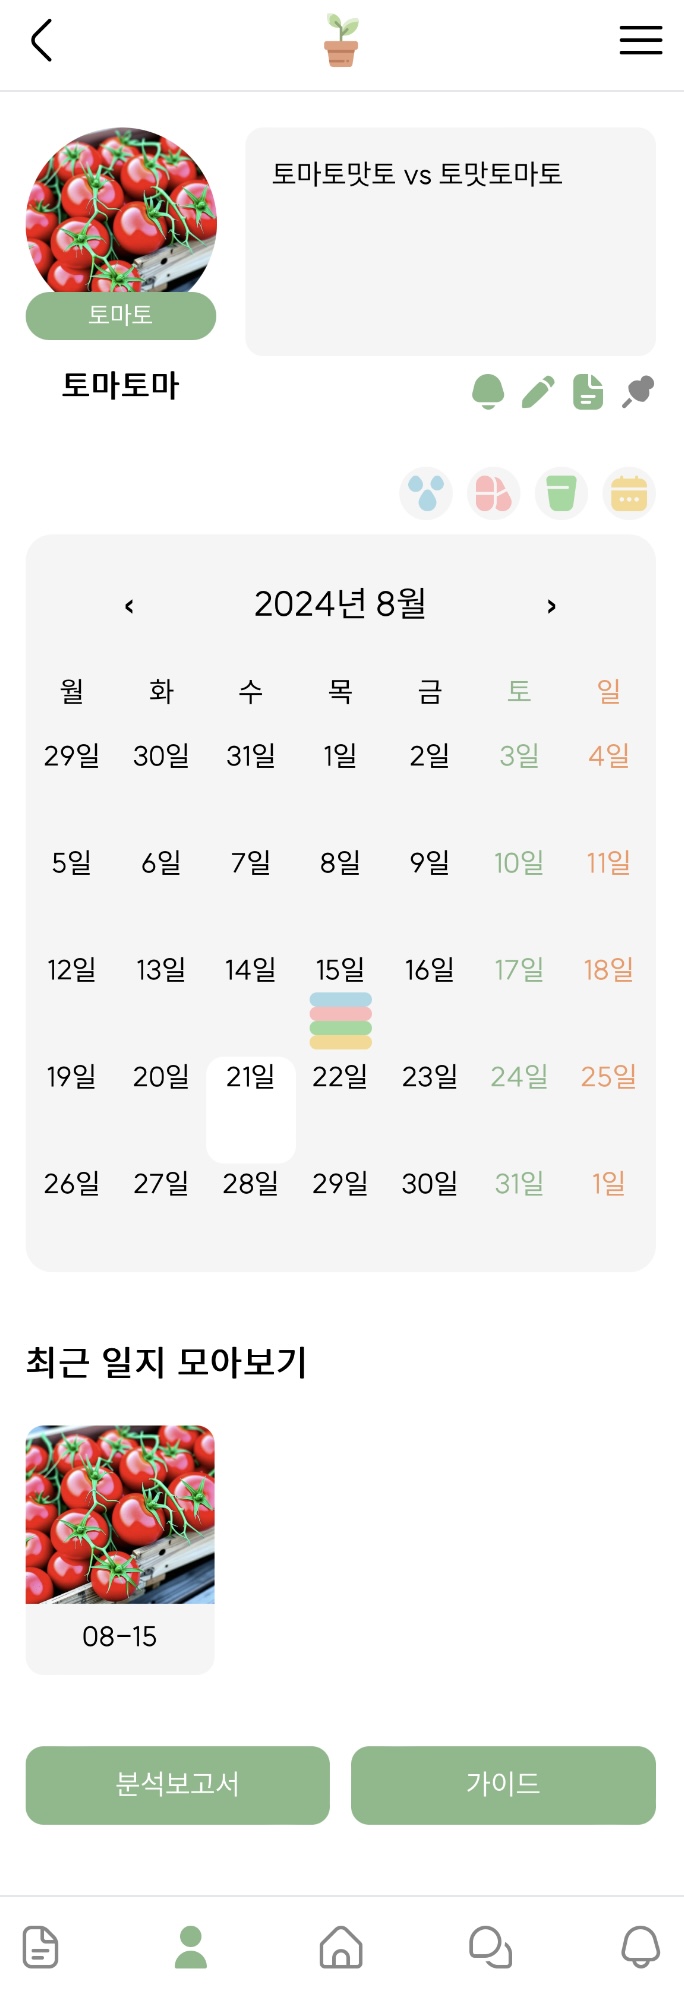 토마토맛토 vs 토맛토마토
토마토
토마토마
‹ 2024년 8월 ›
월 화 수 목 금 토 일
29일 30일 31일 1일 2일 3일 4일
5일 6일 7일 8일 9일 10일 11일
12일 13일 14일 15일 16일 17일 18일
19일 20일 21일 22일 23일 24일 25일
26일 27일 28일 29일 30일 31일 1일
최근 일지 모아보기
08-15
분석보고서 가이드